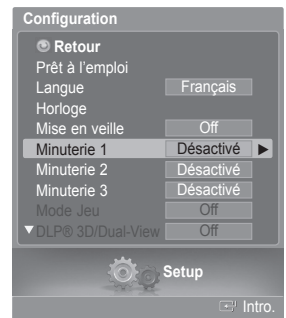 Configuration
Retour
Prêt à l'emploi
Langue Français
Horloge
Mise en veille Off
Minuterie 1 Désactivé ►
Minuterie 2 Désactivé
Minuterie 3 Désactivé
Mode Jeu Off
▼DLP® 3D/Dual-View Off
Setup
Intro.